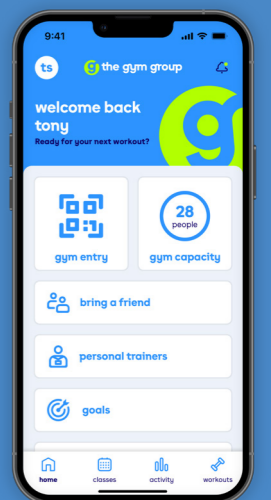 9:41
ts
the gym group
welcome back
tony
Ready for your next workout?
28
people
gym entry
gym capacity
bring a friend
personal trainers
goals
home
classes
activity
workouts